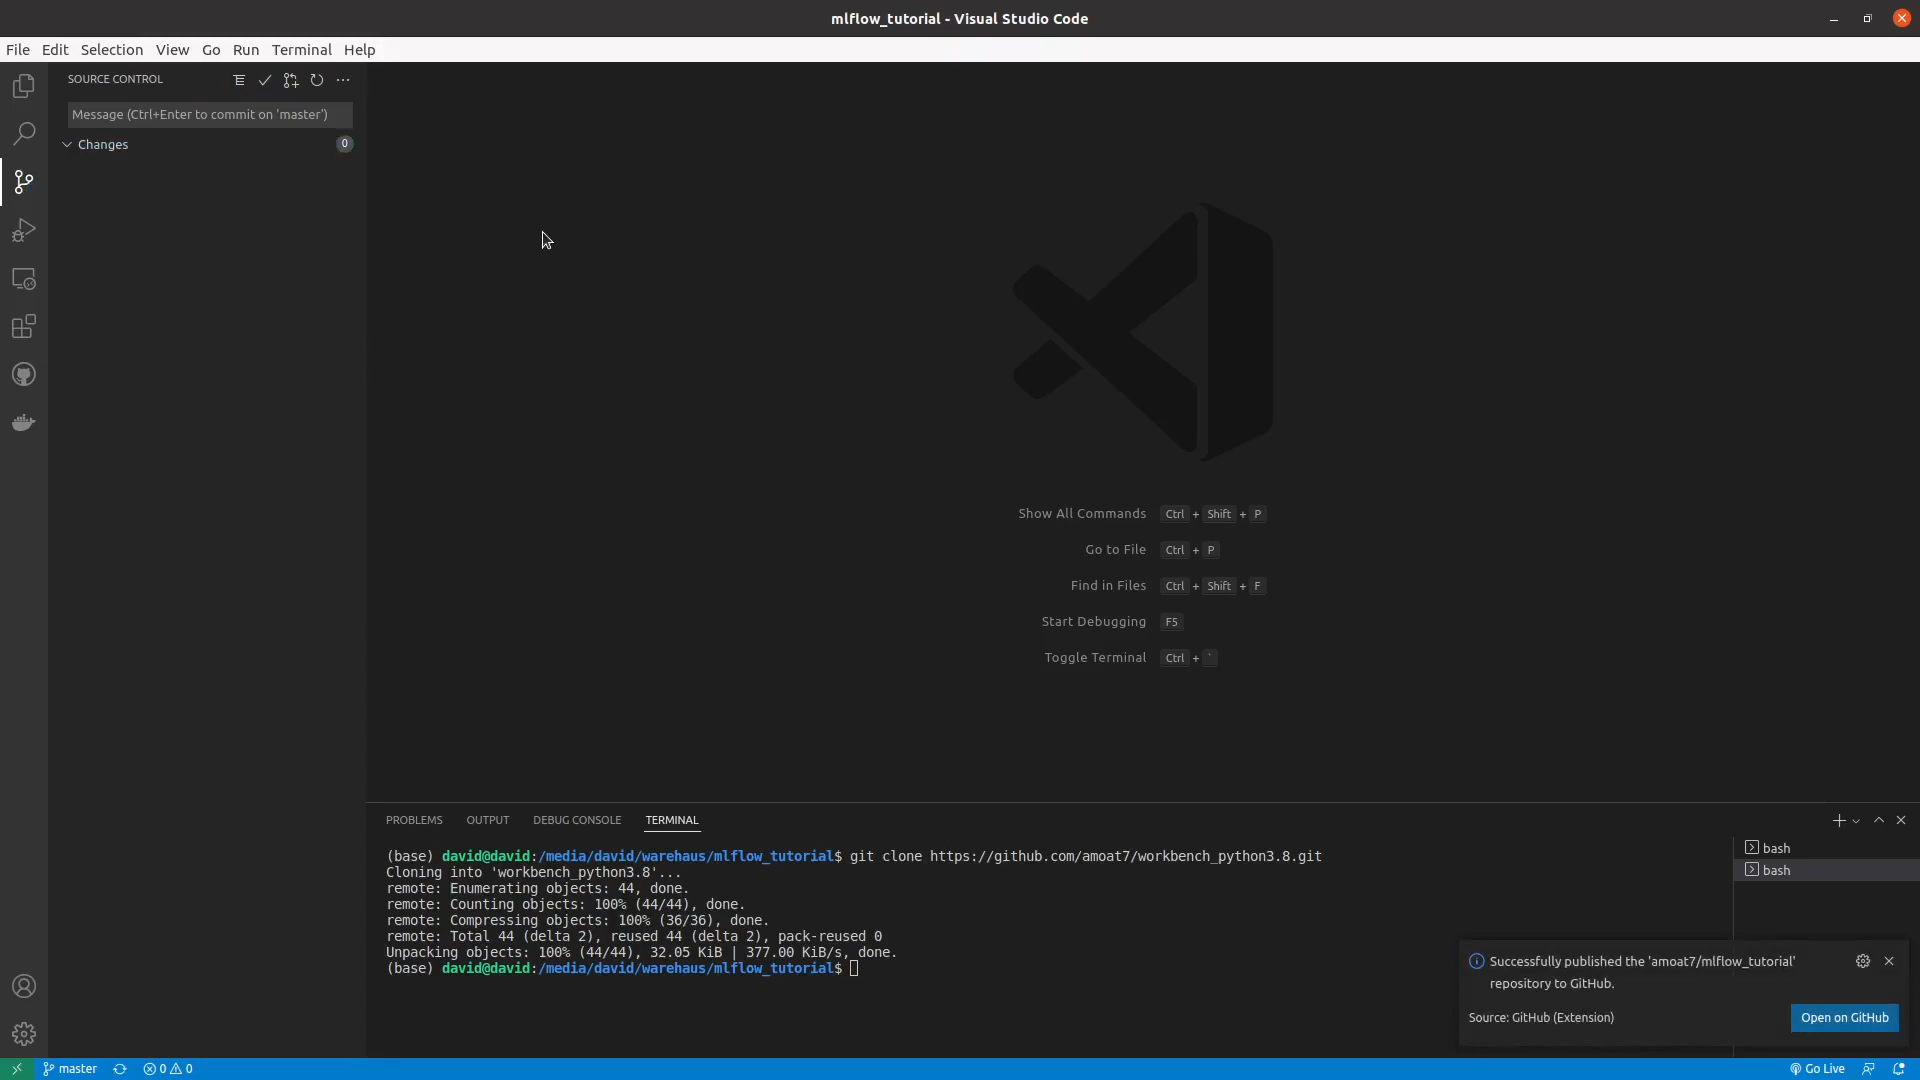 mlflow_tutorial - Visual Studio Code
File Edit Selection View Go Run Terminal Help
SOURCE CONTROL
Message (Ctrl+Enter to commit on 'master')
Changes 0
Show All Commands Ctrl + Shift + P
Go to File Ctrl + P
Find in Files Ctrl + Shift + F
Start Debugging F5
Toggle Terminal Ctrl + `
PROBLEMS OUTPUT DEBUG CONSOLE TERMINAL
(base) david@david:/media/david/warehaus/mlflow_tutorial$ git clone https://github.com/amoat7/workbench_python3.8.git
Cloning into 'workbench_python3.8'...
remote: Enumerating objects: 44, done.
remote: Counting objects: 100% (44/44), done.
remote: Compressing objects: 100% (36/36), done.
remote: Total 44 (delta 2), reused 44 (delta 2), pack-reused 0
Unpacking objects: 100% (44/44), 32.05 KiB | 377.00 KiB/s, done.
(base) david@david:/media/david/warehaus/mlflow_tutorial$
bash
bash
Successfully published the 'amoat7/mlflow_tutorial'
repository to GitHub.
Source: GitHub (Extension) Open on GitHub
master 0 0 Go Live